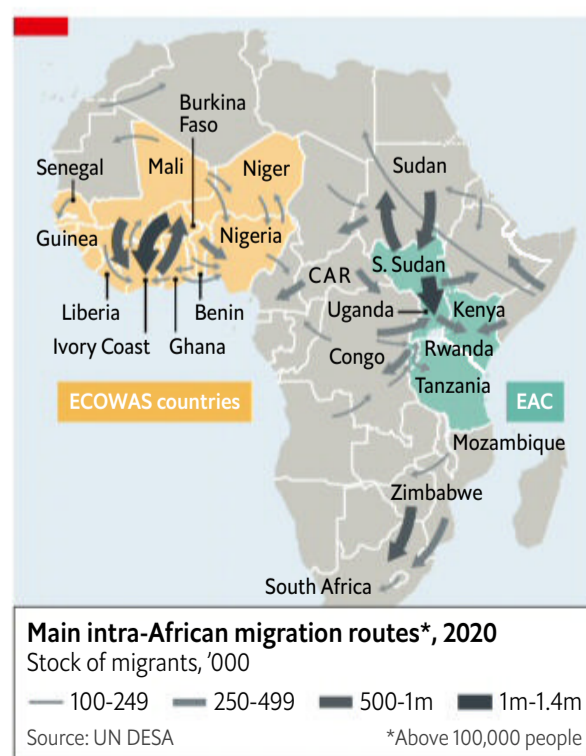 Burkina
Faso
Senegal
Mali
Niger
Sudan
Guinea
Nigeria
S. Sudan
CAR
Liberia
Benin
Uganda
Kenya
Ivory Coast
Ghana
Congo
Rwanda
Tanzania
ECOWAS countries
EAC
Mozambique
Zimbabwe
South Africa
Main intra-African migration routes*, 2020
Stock of migrants, ’000
100-249
250-499
500-1m
1m-1.4m
Source: UN DESA
*Above 100,000 people